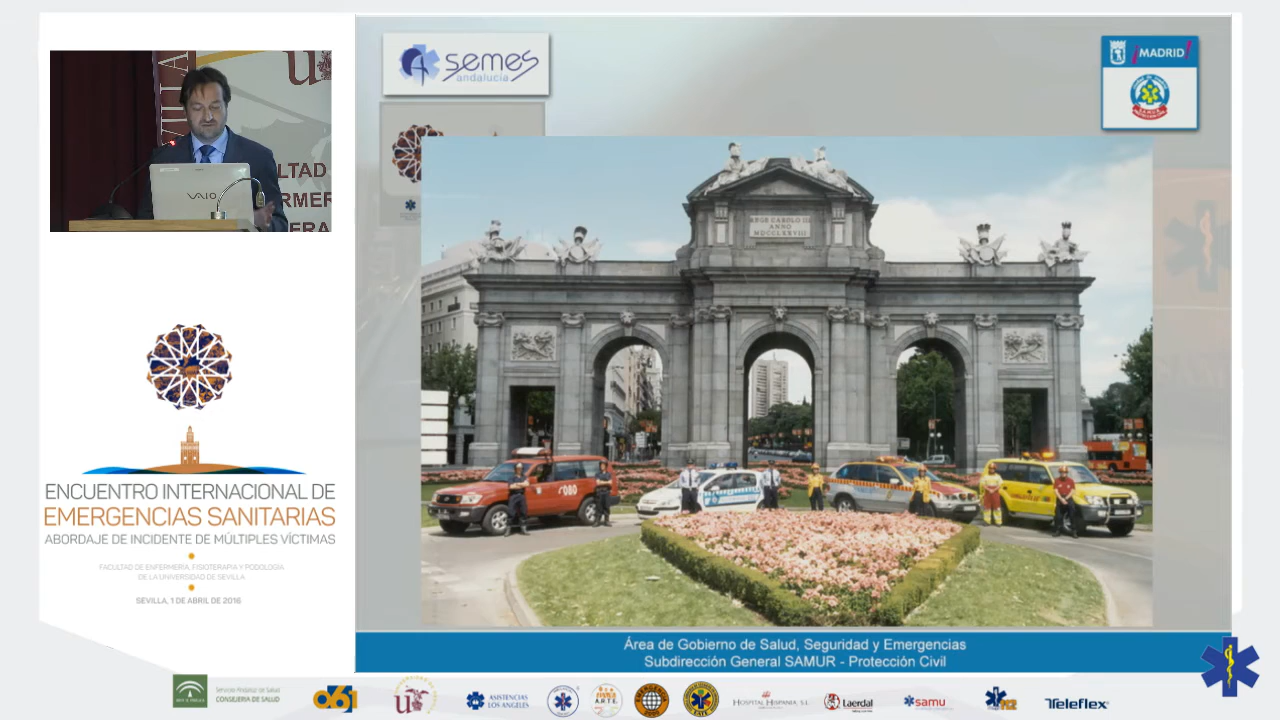 semes
andalucía
¡MADRID!
SAMUR
REGE CAROLO III
ANNO
MDCCLXXVIII
VAIO
ENCUENTRO INTERNACIONAL DE
EMERGENCIAS SANITARIAS
ABORDAJE DE INCIDENTE DE MÚLTIPLES VÍCTIMAS
FACULTAD DE ENFERMERÍA, FISIOTERAPIA Y PODOLOGÍA
DE LA UNIVERSIDAD DE SEVILLA
SEVILLA, 1 DE ABRIL DE 2016
Área de Gobierno de Salud, Seguridad y Emergencias
Subdirección General SAMUR - Protección Civil
Servicio Andaluz de Salud
CONSEJERÍA DE SALUD
061
ASISTENCIAS
LOS ANGELES
HOSPITAL HISPANIA, S.L.
Laerdal
samu
Teleflex